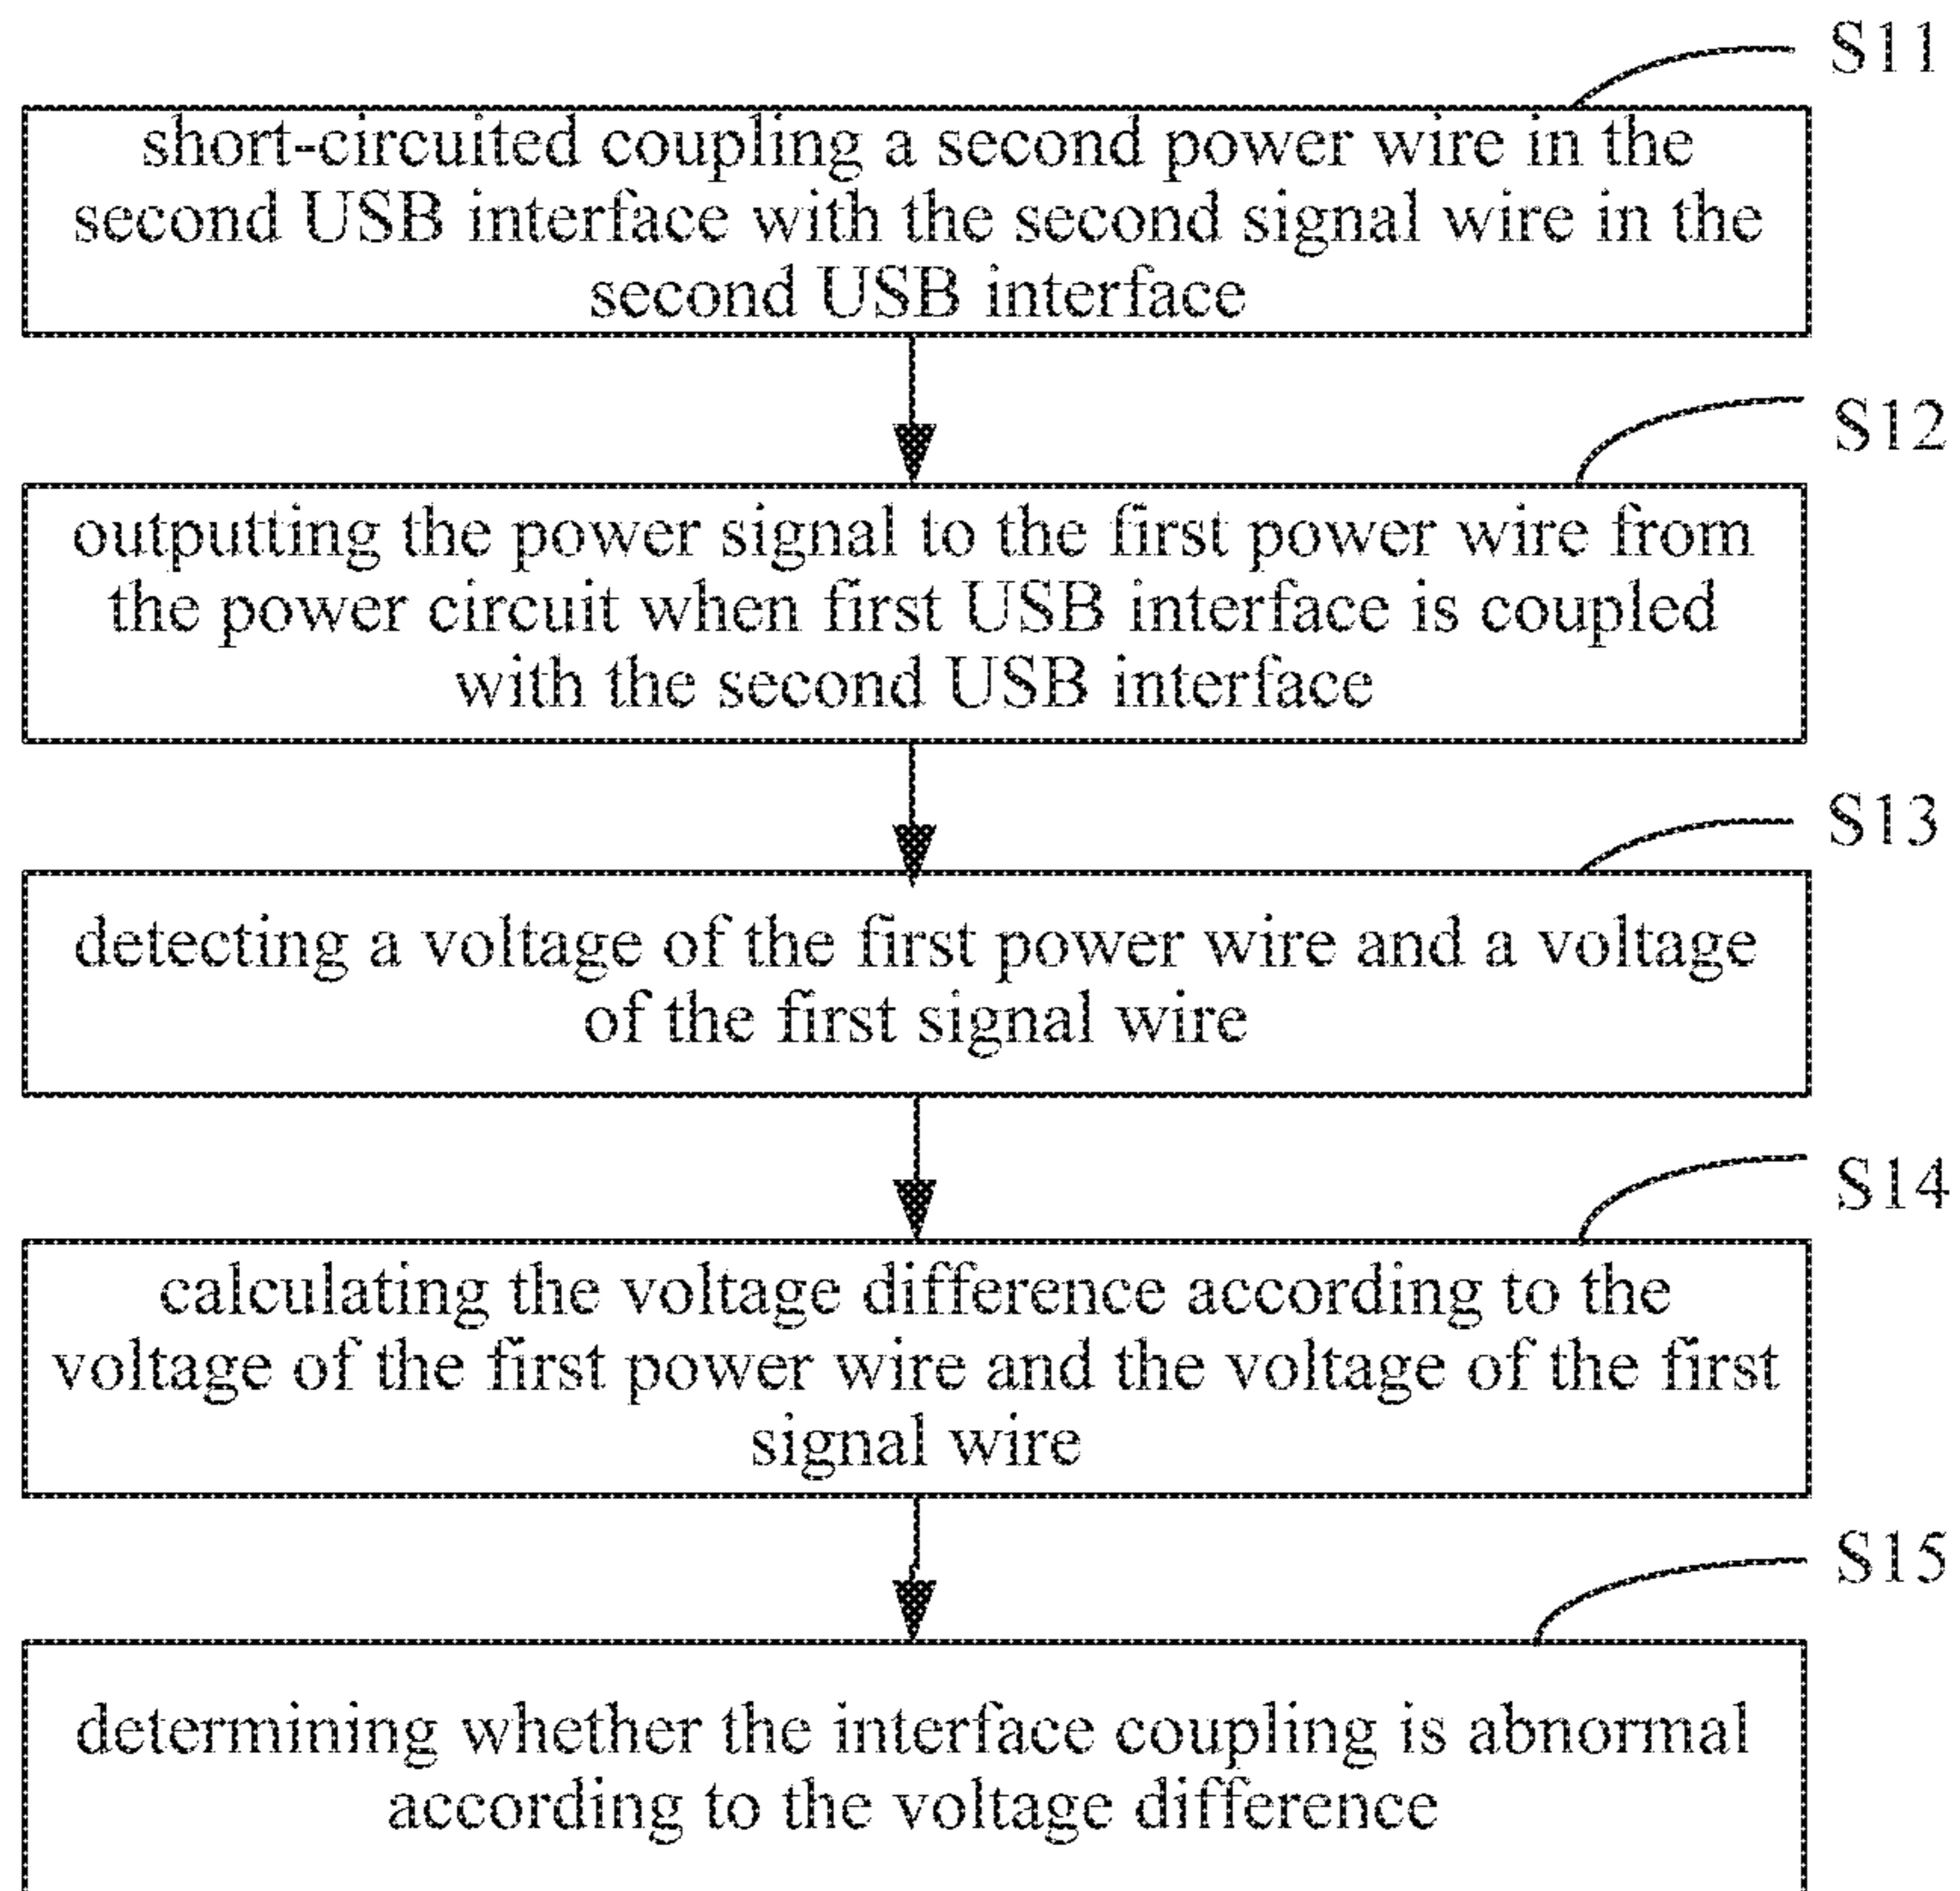 S11
short-circuited coupling a second power wire in the
second USB interface with the second signal wire in the
second USB interface
S12
outputting the power signal to the first power wire from
the power circuit when first USB interface is coupled
with the second USB interface
S13
detecting a voltage of the first power wire and a voltage
of the first signal wire
S14
calculating the voltage difference according to the
voltage of the first power wire and the voltage of the first
signal wire
S15
determining whether the interface coupling is abnormal
according to the voltage difference